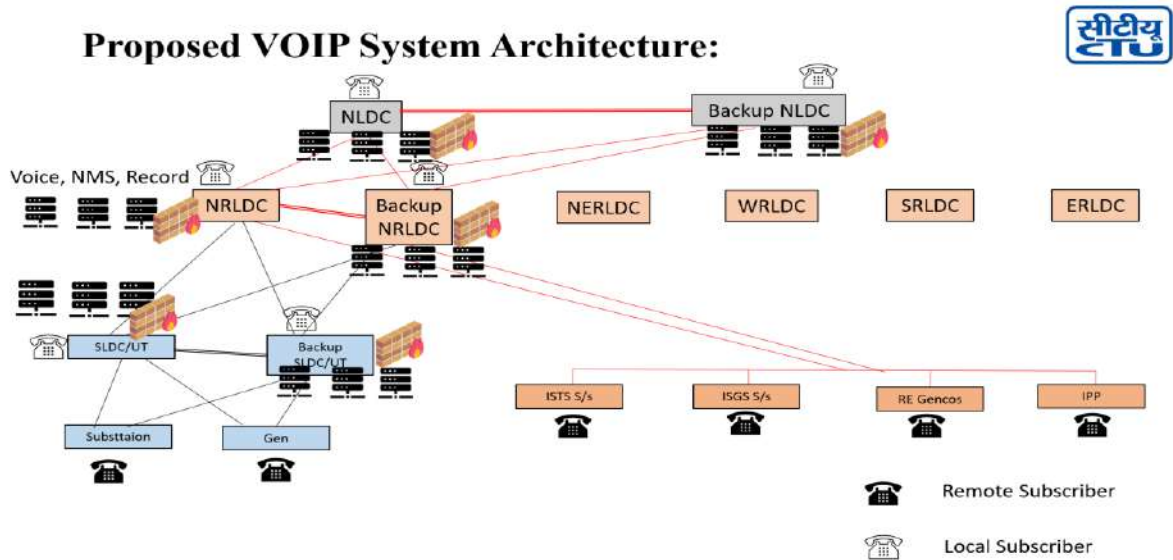 Proposed VOIP System Architecture:
सीटीयू
CTU
NLDC
Backup NLDC
Voice, NMS, Record
NRLDC
Backup
NRLDC
NERLDC
WRLDC
SRLDC
ERLDC
SLDC/UT
Backup
SLDC/UT
ISTS S/s
ISGS S/s
RE Gencos
IPP
Substtaion
Gen
Remote Subscriber
Local Subscriber